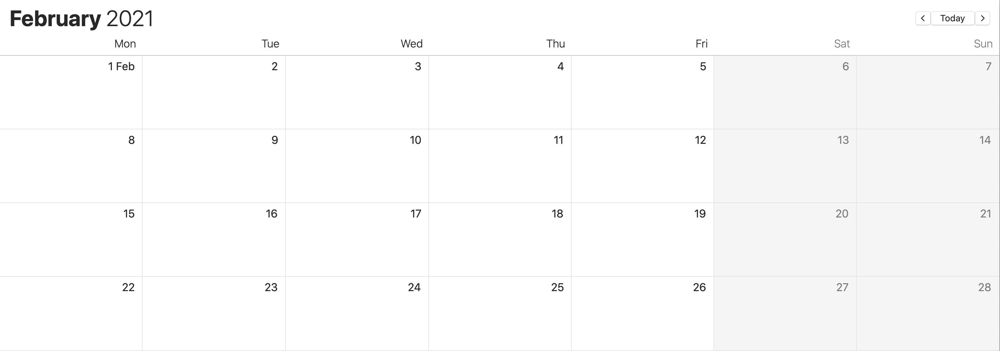 February 2021
Today
Mon Tue Wed Thu Fri Sat Sun
1 Feb 2 3 4 5 6 7
8 9 10 11 12 13 14
15 16 17 18 19 20 21
22 23 24 25 26 27 28